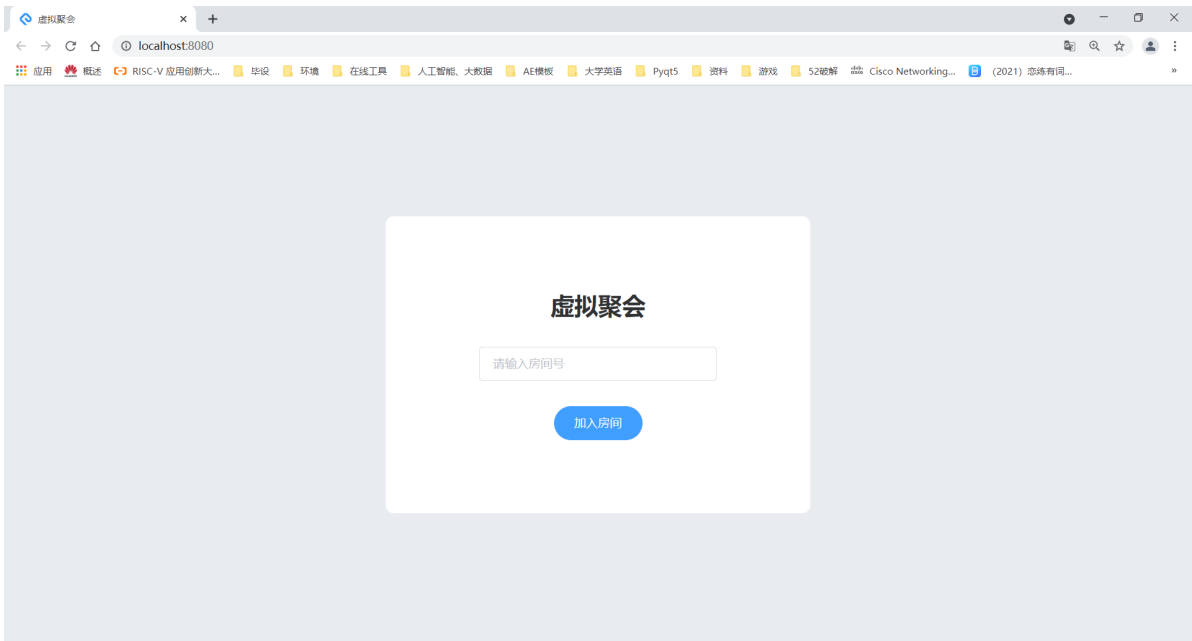 虚拟聚会
localhost:8080
应用 概述 RISC-V 应用创新大... 毕设 环境 在线工具 人工智能、大数据 AE模板 大学英语 Pyqt5 资料 游戏 52破解 Cisco Networking... (2021) 恋练有词... »
虚拟聚会
请输入房间号
加入房间